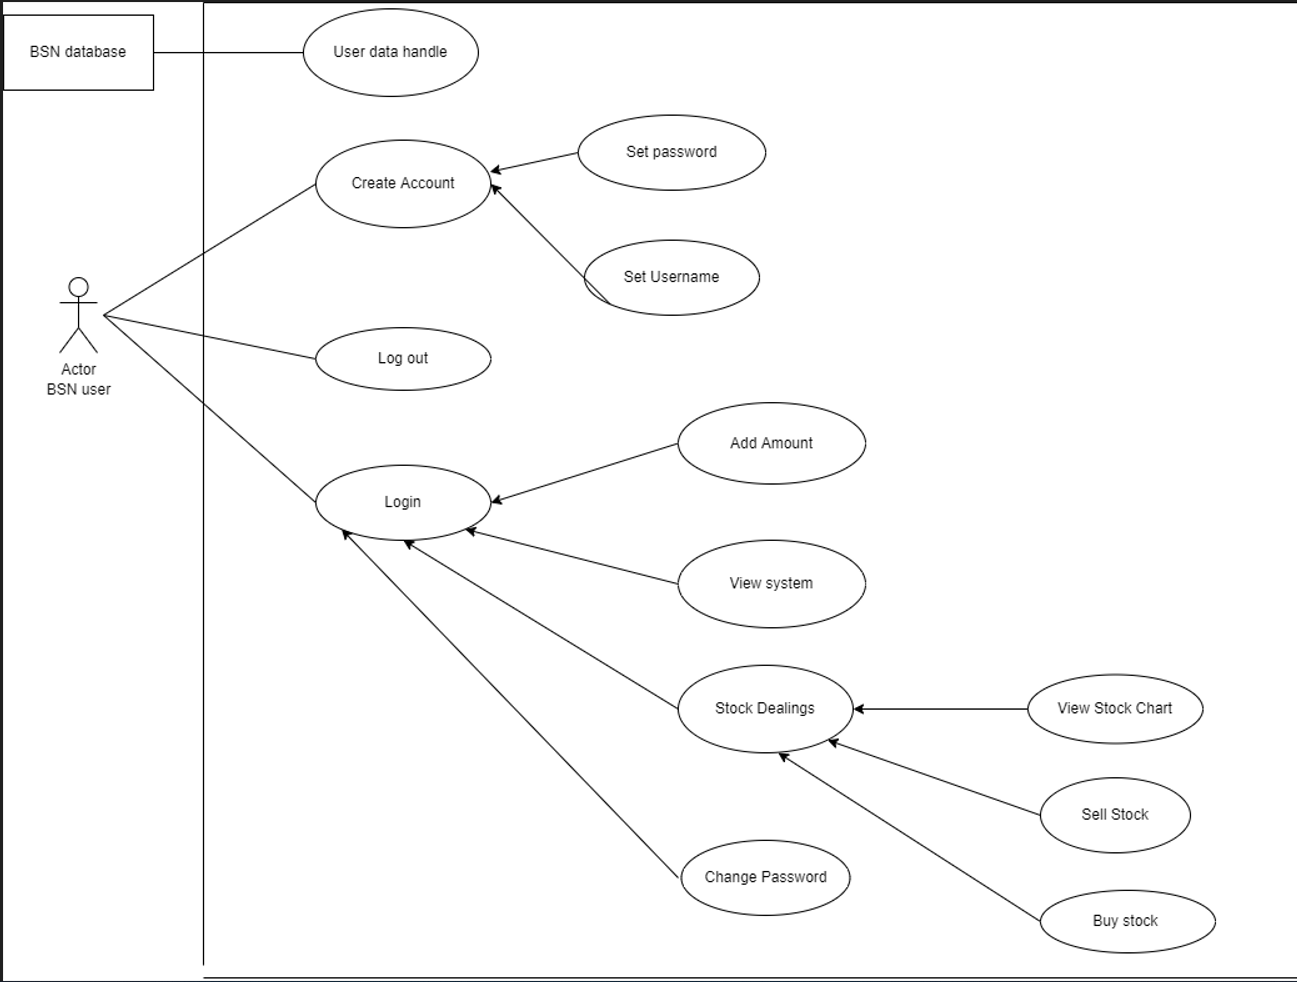 BSN database
User data handle
Set password
Create Account
Set Username
Actor
BSN user
Log out
Add Amount
Login
View system
Stock Dealings
View Stock Chart
Sell Stock
Change Password
Buy stock